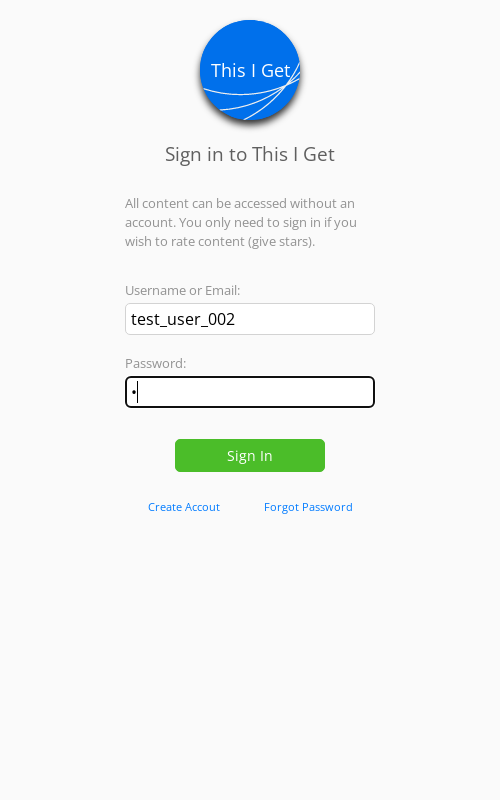 This I Get
Sign in to This I Get
All content can be accessed without an
account. You only need to sign in if you
wish to rate content (give stars).
Username or Email:
test_user_002
Password:
•
Sign In
Create Accout
Forgot Password